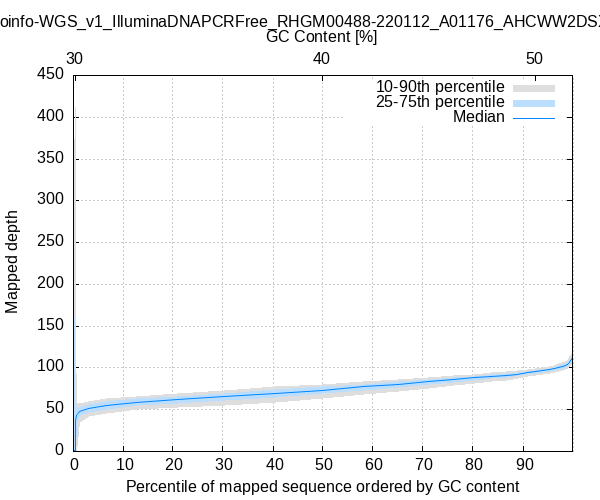 oinfo-WGS_v1_IlluminaDNAPCRFree_RHGM00488-220112_A01176_AHCWW2DSX
GC Content [%]
30 40 50
450
400
350
300
250
200
150
100
50
0
Mapped depth
10-90th percentile
25-75th percentile
Median
0 10 20 30 40 50 60 70 80 90
Percentile of mapped sequence ordered by GC content